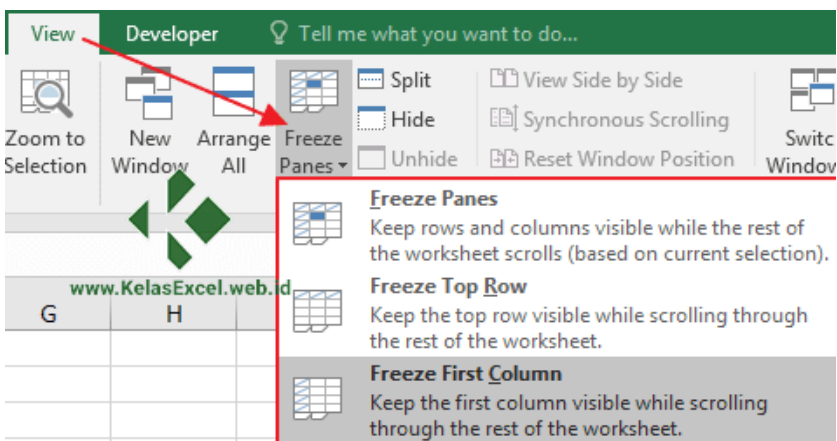 View Developer Tell me what you want to do...
Split View Side by Side
Hide Synchronous Scrolling
Zoom to New Arrange Freeze Switc
Selection Window All Panes Unhide Reset Window Position Window
Freeze Panes
Keep rows and columns visible while the rest of
the worksheet scrolls (based on current selection).
Freeze Top Row
www.KelasExcel.web.id
Keep the top row visible while scrolling through
G H
the rest of the worksheet.
Freeze First Column
Keep the first column visible while scrolling
through the rest of the worksheet.